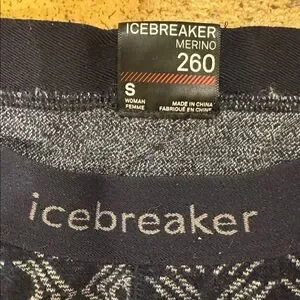 ICEBREAKER
MERINO
260
S
WOMAN
FEMME
MADE IN CHINA
FABRIQUÉ EN CHINE
icebreaker